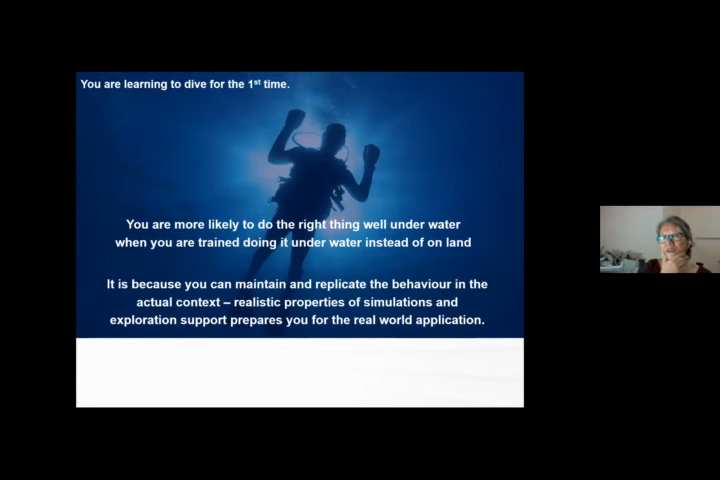 You are learning to dive for the 1st time.
You are more likely to do the right thing well under water
when you are trained doing it under water instead of on land
It is because you can maintain and replicate the behaviour in the
actual context – realistic properties of simulations and
exploration support prepares you for the real world application.